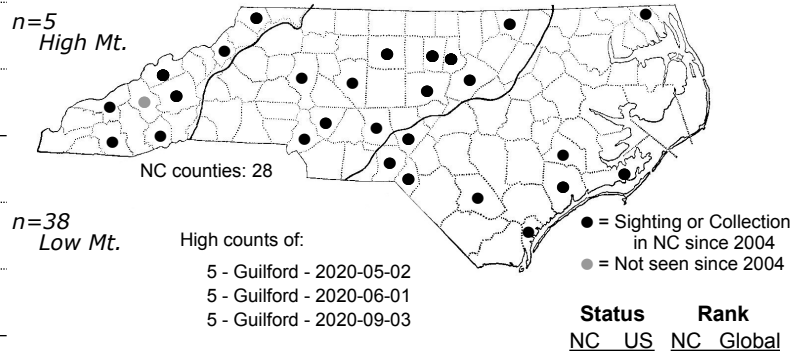 n=5
High Mt.
NC counties: 28
n=38
Low Mt.
High counts of:
5 - Guilford - 2020-05-02
5 - Guilford - 2020-06-01
5 - Guilford - 2020-09-03
● = Sighting or Collection
in NC since 2004
● = Not seen since 2004
Status Rank
NC US NC Global